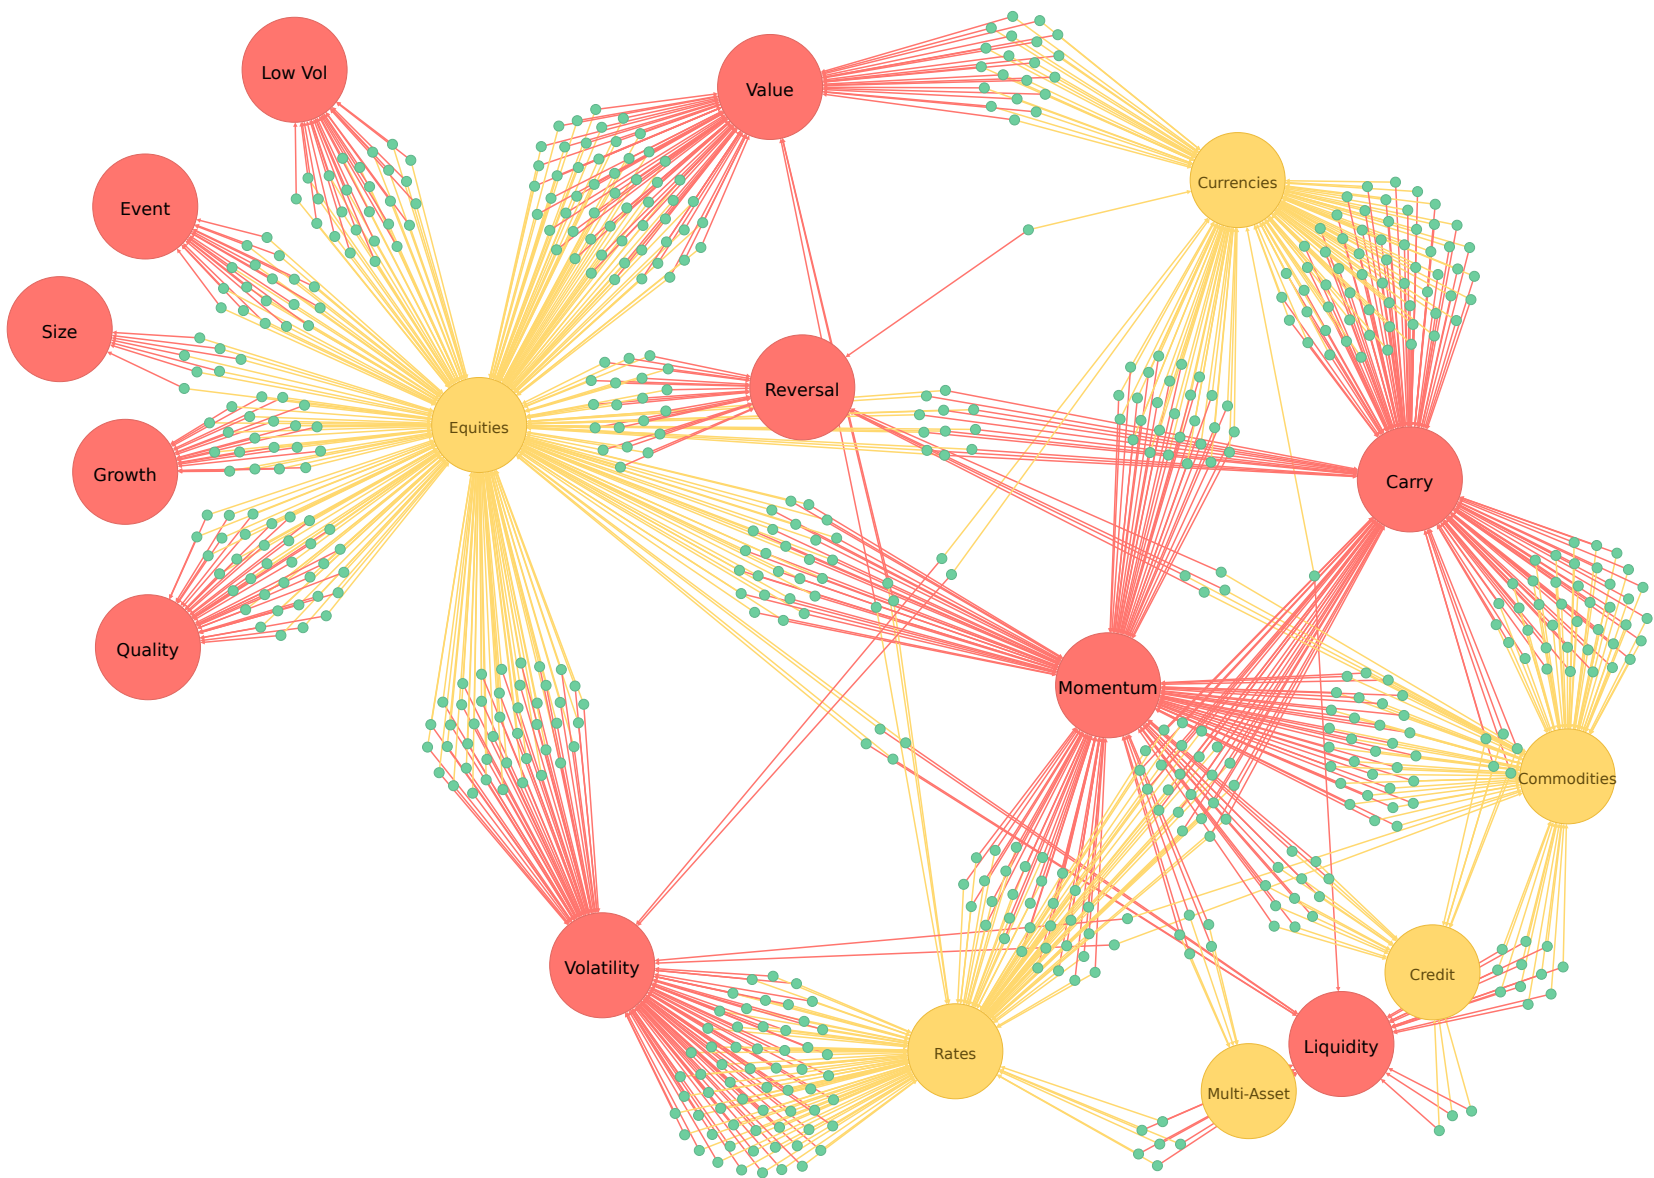 Low Vol
Value
Currencies
Event
Size
Reversal
Equities
Growth
Carry
Quality
Momentum
Commodities
Volatility
Credit
Liquidity
Rates
Multi-Asset